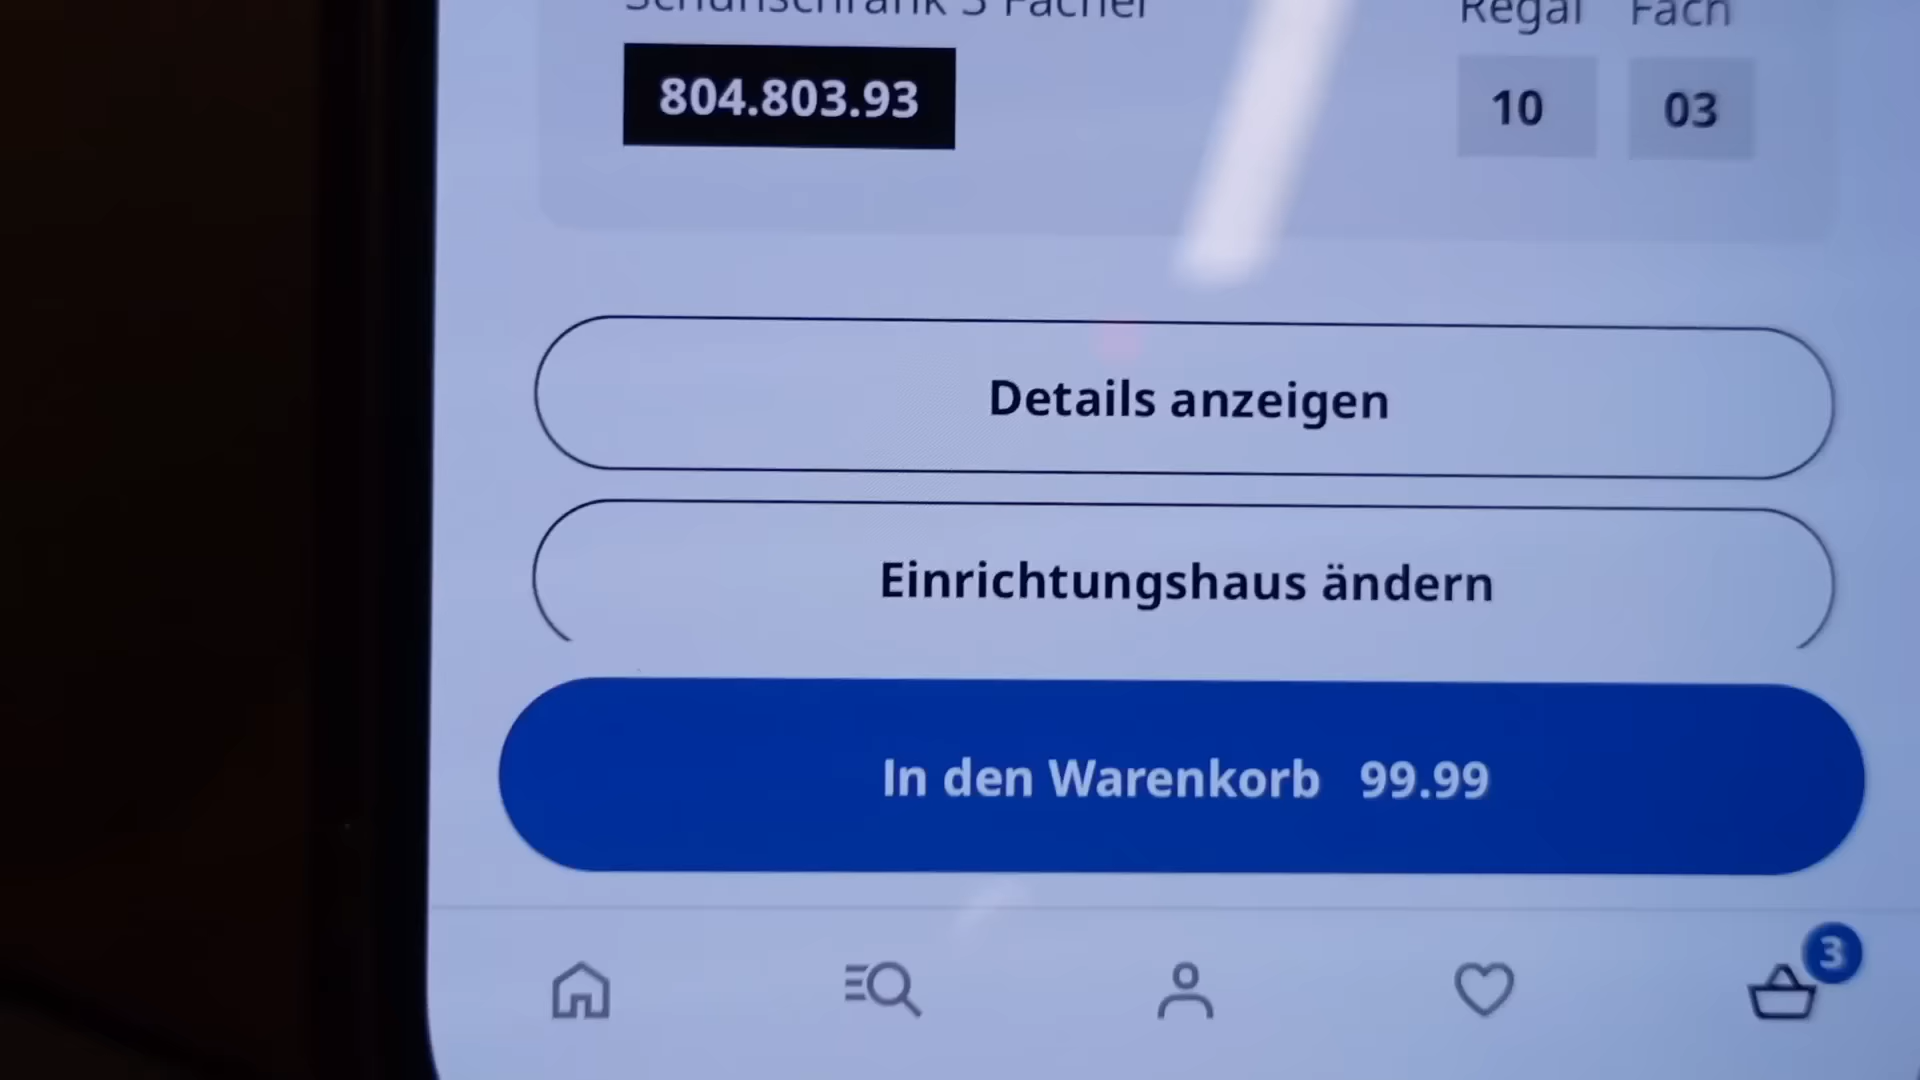 Schuhschrank 3 Fächer
Regal Fach
804.803.93
10 03
Details anzeigen
Einrichtungshaus ändern
In den Warenkorb 99.99
3